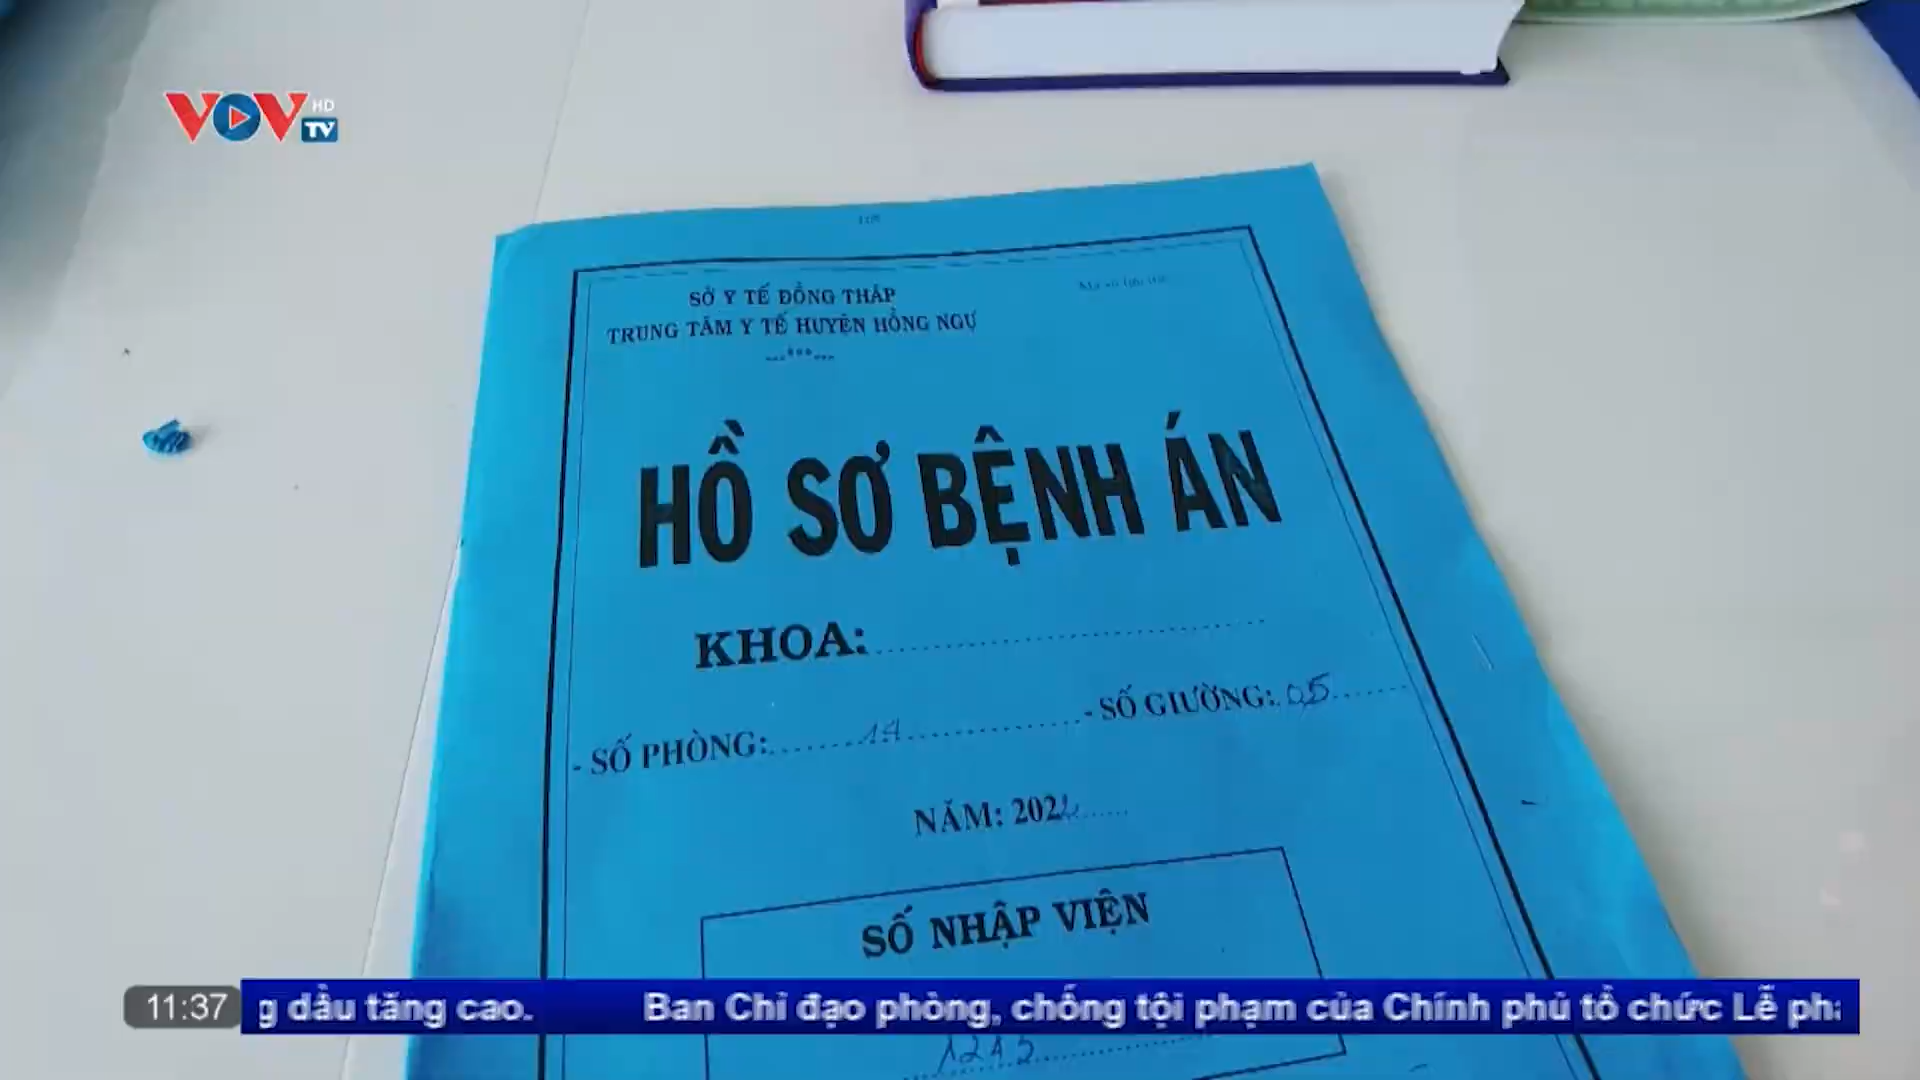 VOV HD
TV
SỞ Y TẾ ĐỒNG THÁP
TRUNG TÂM Y TẾ HUYỆN HỒNG NGỰ
HỒ SƠ BỆNH ÁN
KHOA:
- SỐ PHÒNG: 14 - SỐ GIƯỜNG: 05
NĂM: 2022
SỐ NHẬP VIỆN
11:37 g dầu tăng cao. Ban Chỉ đạo phòng, chống tội phạm của Chính phủ tổ chức Lễ phá